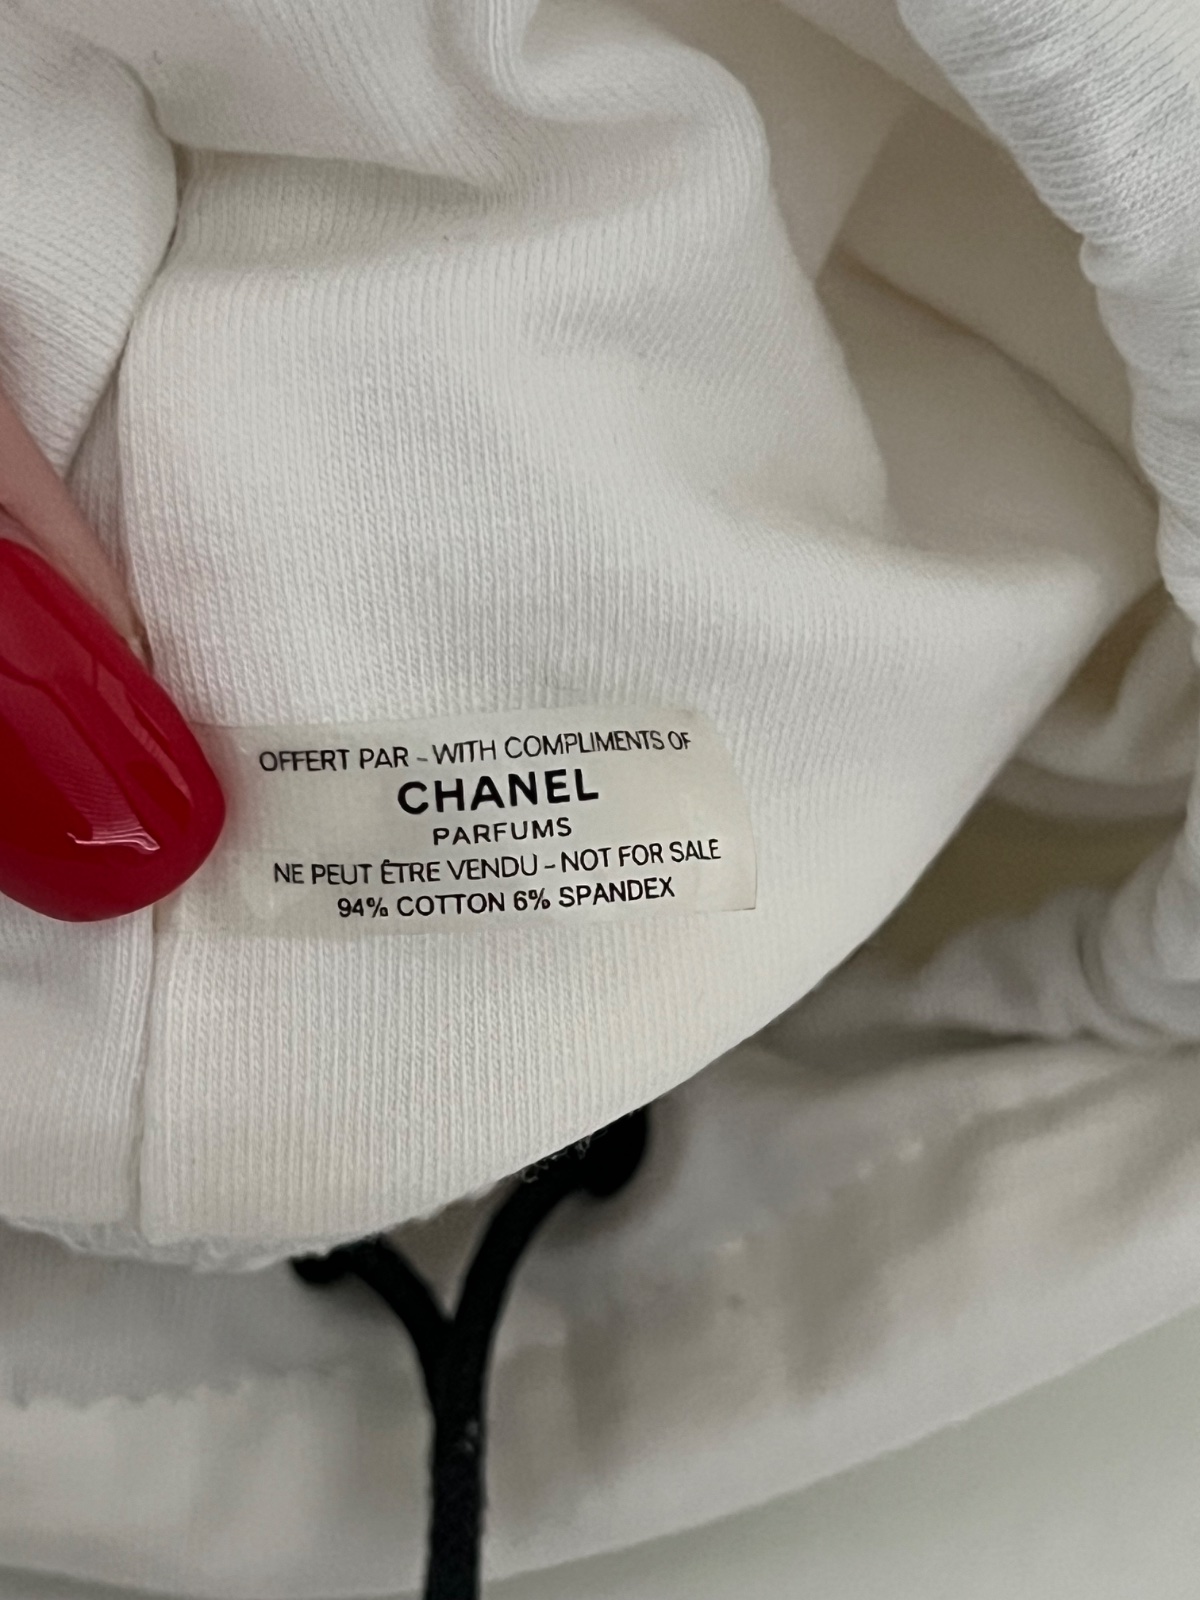 OFFERT PAR - WITH COMPLIMENTS OF
CHANEL
PARFUMS
NE PEUT ÊTRE VENDU - NOT FOR SALE
94% COTTON 6% SPANDEX